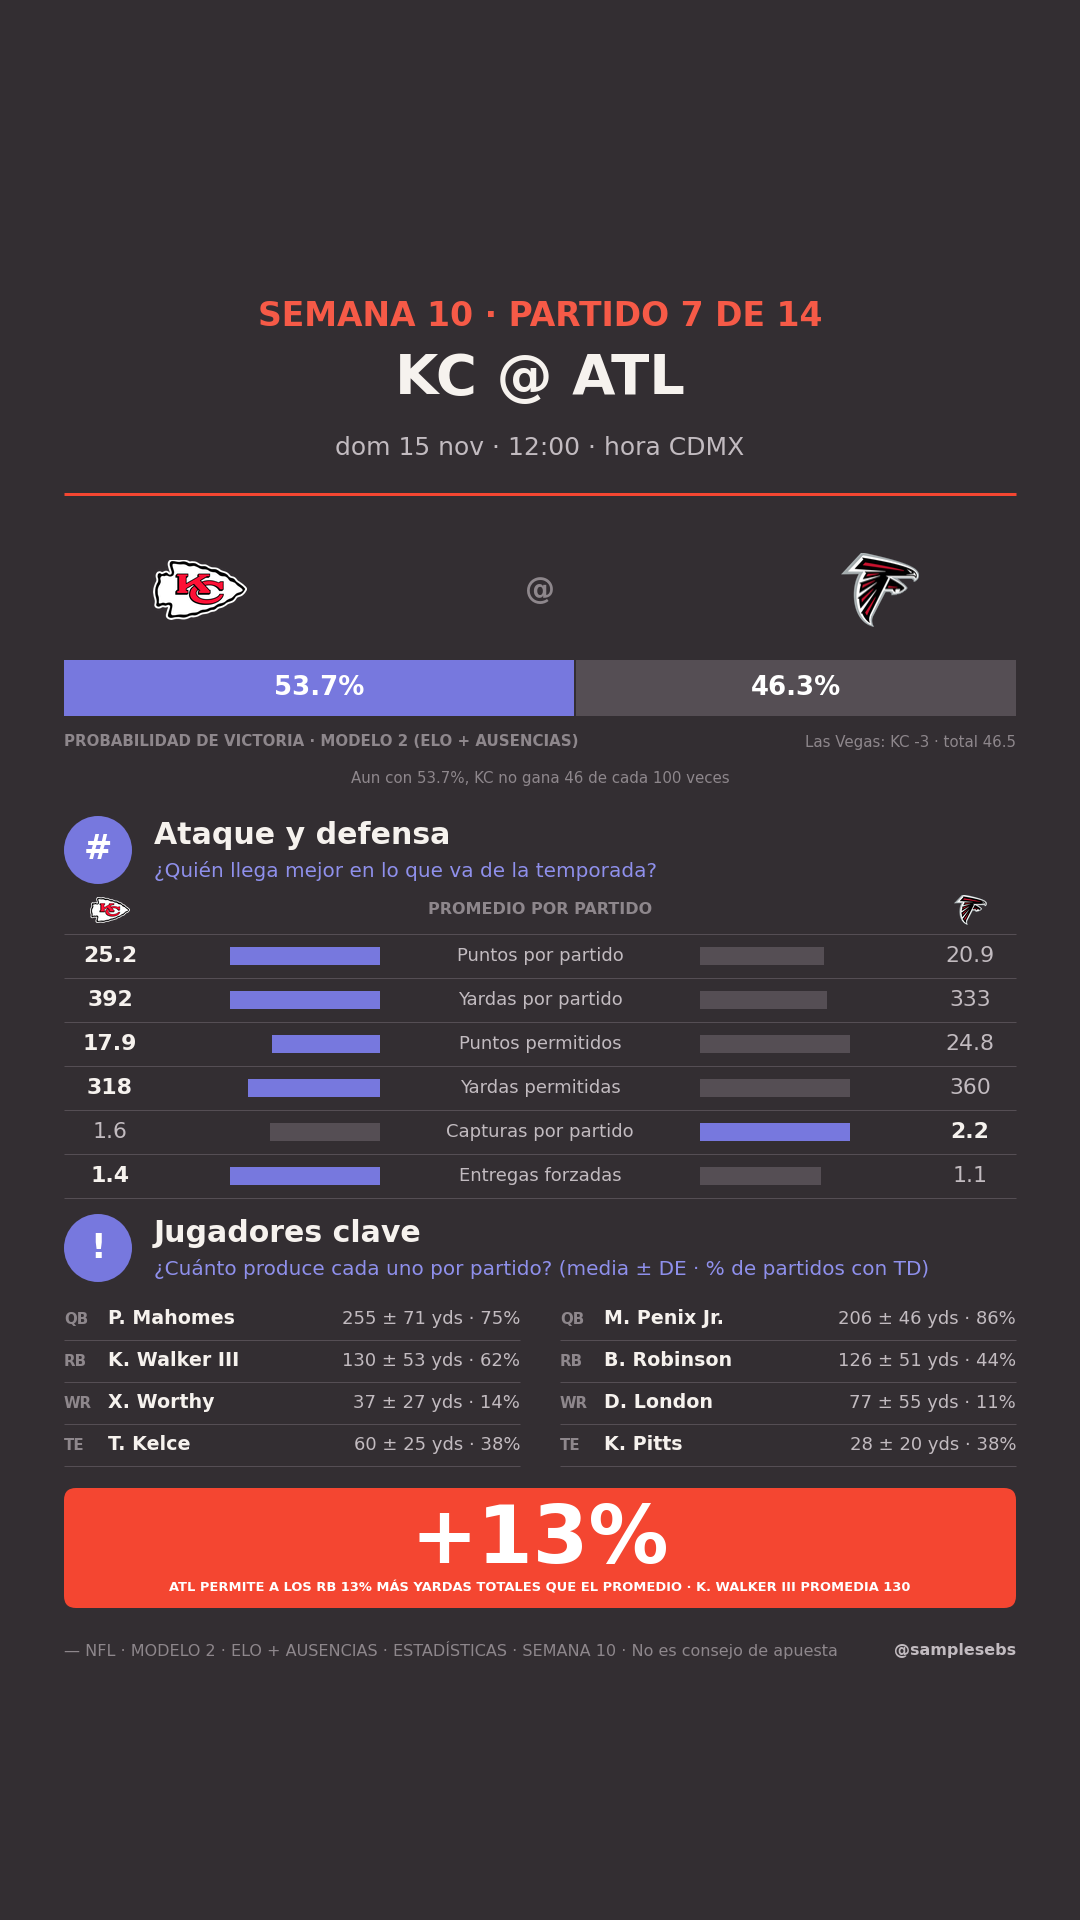 SEMANA 10 · PARTIDO 7 DE 14
KC @ ATL
dom 15 nov · 12:00 · hora CDMX
KC @
53.7% 46.3%
PROBABILIDAD DE VICTORIA · MODELO 2 (ELO + AUSENCIAS) Las Vegas: KC -3 · total 46.5
Aun con 53.7%, KC no gana 46 de cada 100 veces
# Ataque y defensa
¿Quién llega mejor en lo que va de la temporada?
KC PROMEDIO POR PARTIDO
25.2 Puntos por partido 20.9
392 Yardas por partido 333
17.9 Puntos permitidos 24.8
318 Yardas permitidas 360
1.6 Capturas por partido 2.2
1.4 Entregas forzadas 1.1
! Jugadores clave
¿Cuánto produce cada uno por partido? (media ± DE · % de partidos con TD)
QB P. Mahomes 255 ± 71 yds · 75% QB M. Penix Jr. 206 ± 46 yds · 86%
RB K. Walker III 130 ± 53 yds · 62% RB B. Robinson 126 ± 51 yds · 44%
WR X. Worthy 37 ± 27 yds · 14% WR D. London 77 ± 55 yds · 11%
TE T. Kelce 60 ± 25 yds · 38% TE K. Pitts 28 ± 20 yds · 38%
+13%
ATL PERMITE A LOS RB 13% MÁS YARDAS TOTALES QUE EL PROMEDIO · K. WALKER III PROMEDIA 130
— NFL · MODELO 2 · ELO + AUSENCIAS · ESTADÍSTICAS · SEMANA 10 · No es consejo de apuesta @samplesebs